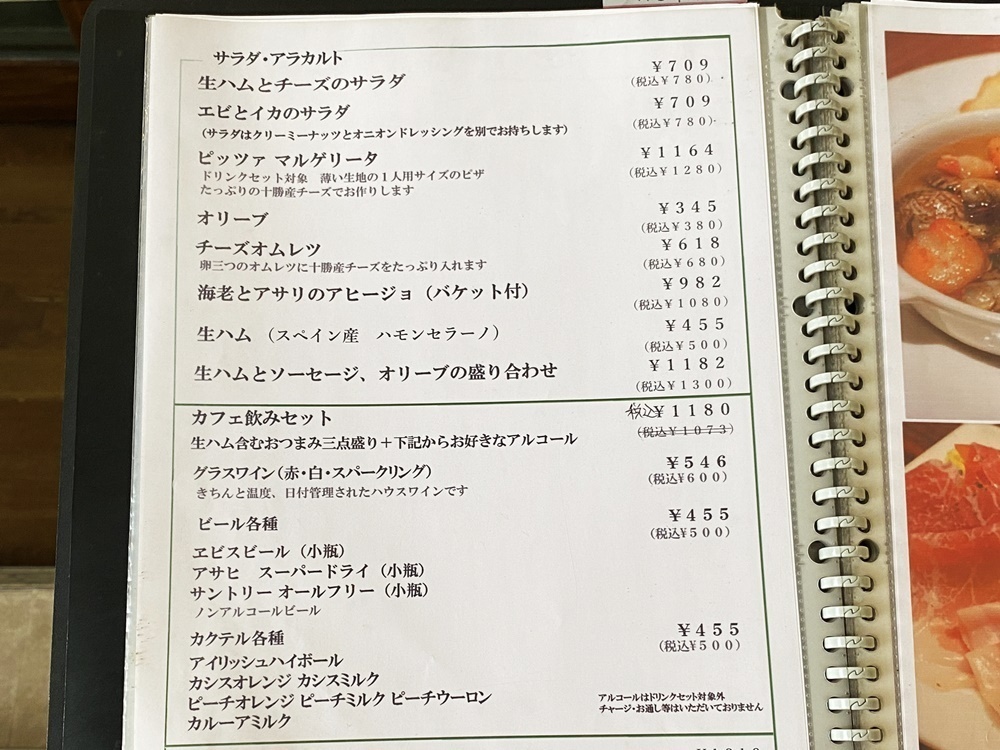 サラダ・アラカルト
生ハムとチーズのサラダ ￥７０９
(税込￥７８０)
エビとイカのサラダ ￥７０９
(サラダはクリーミーナッツとオニオンドレッシングを別でお持ちします) (税込￥７８０)
ピッツァ マルゲリータ ￥１１６４
ドリンクセット対象　薄い生地の１人用サイズのピザ (税込￥１２８０)
たっぷりの十勝産チーズでお作りします
オリーブ ￥３４５
(税込￥３８０)
チーズオムレツ ￥６１８
卵三つのオムレツに十勝産チーズをたっぷり入れます (税込￥６８０)
海老とアサリのアヒージョ（バケット付） ￥９８２
(税込￥１０８０)
生ハム （スペイン産　ハモンセラーノ） ￥４５５
(税込￥５００)
生ハムとソーセージ、オリーブの盛り合わせ ￥１１８２
(税込￥１３００)
カフェ飲みセット 税込￥１１８０
生ハム含むおつまみ三点盛り＋下記からお好きなアルコール (税込￥１０７３)
グラスワイン（赤・白・スパークリング） ￥５４６
きちんと温度、日付管理されたハウスワインです (税込¥６００)
ビール各種 ￥４５５
(税込¥５００)
ヱビスビール（小瓶）
アサヒ　スーパードライ（小瓶）
サントリー オールフリー（小瓶）
ノンアルコールビール
カクテル各種 ￥４５５
(税込¥５００)
アイリッシュハイボール
カシスオレンジ カシスミルク
ピーチオレンジ ピーチミルク ピーチウーロン
カルーアミルク
アルコールはドリンクセット対象外
チャージ・お通し等はいただいておりません